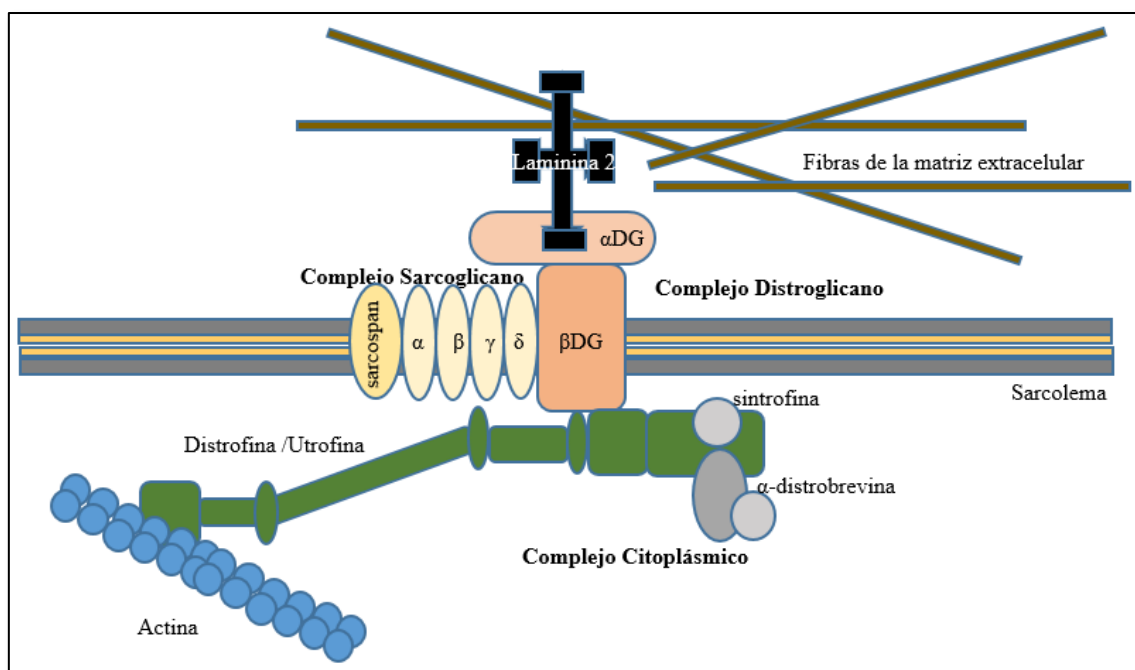 Laminina 2
Fibras de la matriz extracelular
αDG
Complejo Sarcoglicano
Complejo Distroglicano
sarcospan
α
β
γ
δ
βDG
Sarcolema
sintrofina
Distrofina /Utrofina
α-distrobrevina
Complejo Citoplásmico
Actina